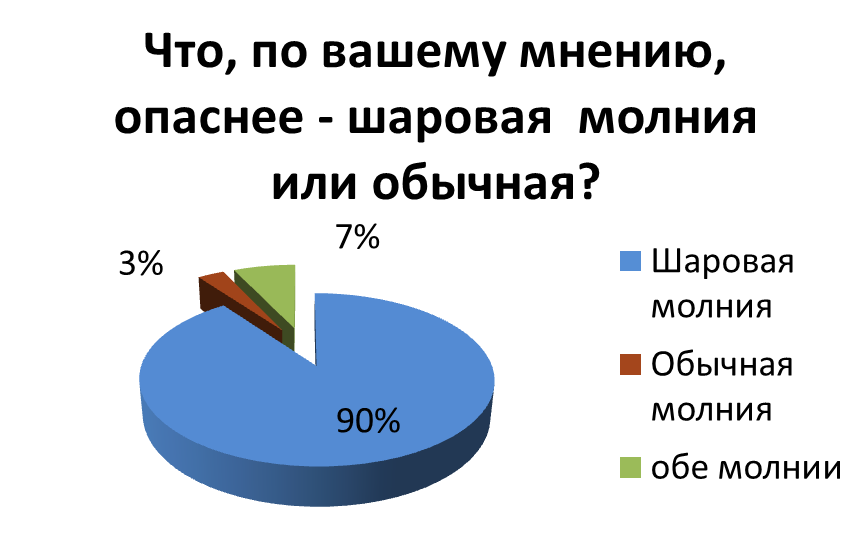 Что, по вашему мнению,
опаснее - шаровая  молния
или обычная?
7%
3%
90%
Шаровая
молния
Обычная
молния
обе молнии